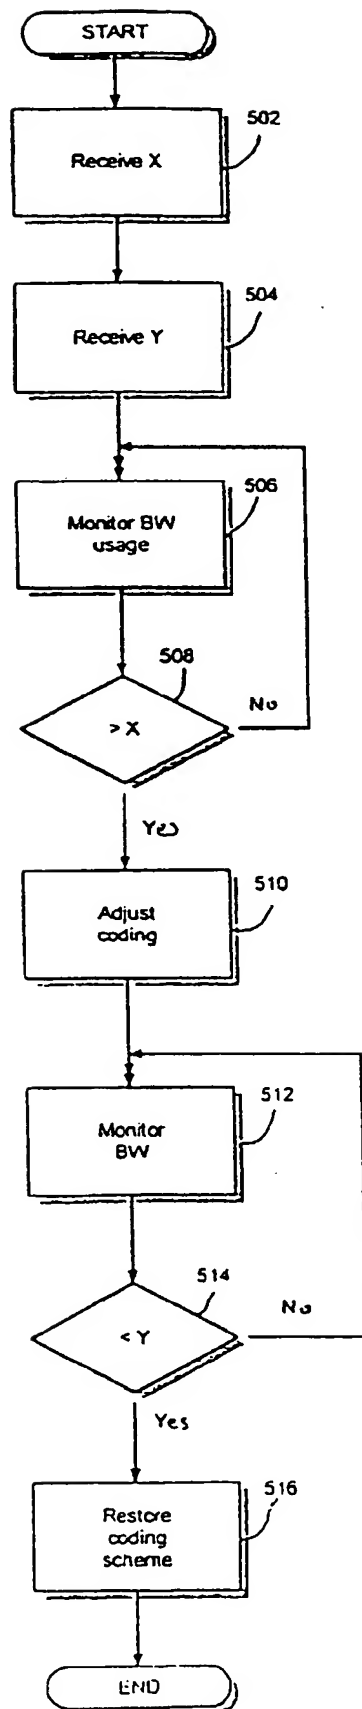 START
502
Receive X
504
Receive Y
506
Monitor BW
usage
508
> X
No
Yes
510
Adjust
coding
512
Monitor
BW
514
< Y
No
Yes
516
Restore
coding
scheme
END